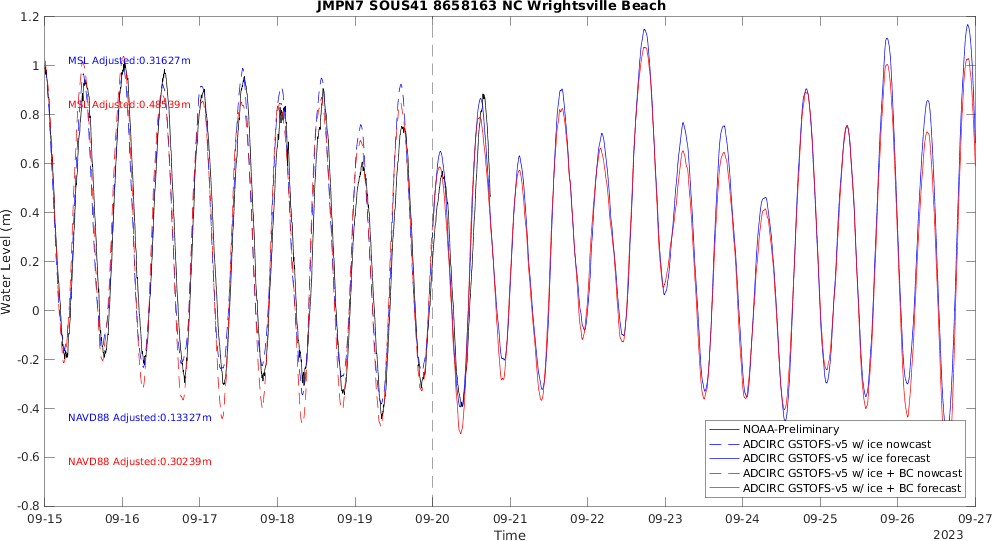 JMPN7 SOUS41 8658163 NC Wrightsville Beach
Water Level (m)
1.2
1
0.8
0.6
0.4
0.2
0
-0.2
-0.4
-0.6
-0.8
MSL Adjusted:0.31627m
MSL Adjusted:0.48539m
NAVD88 Adjusted:0.13327m
NAVD88 Adjusted:0.30239m
NOAA-Preliminary
ADCIRC GSTOFS-v5 w/ ice nowcast
ADCIRC GSTOFS-v5 w/ ice forecast
ADCIRC GSTOFS-v5 w/ ice + BC nowcast
ADCIRC GSTOFS-v5 w/ ice + BC forecast
09-15 09-16 09-17 09-18 09-19 09-20 09-21 09-22 09-23 09-24 09-25 09-26 09-27
Time
2023